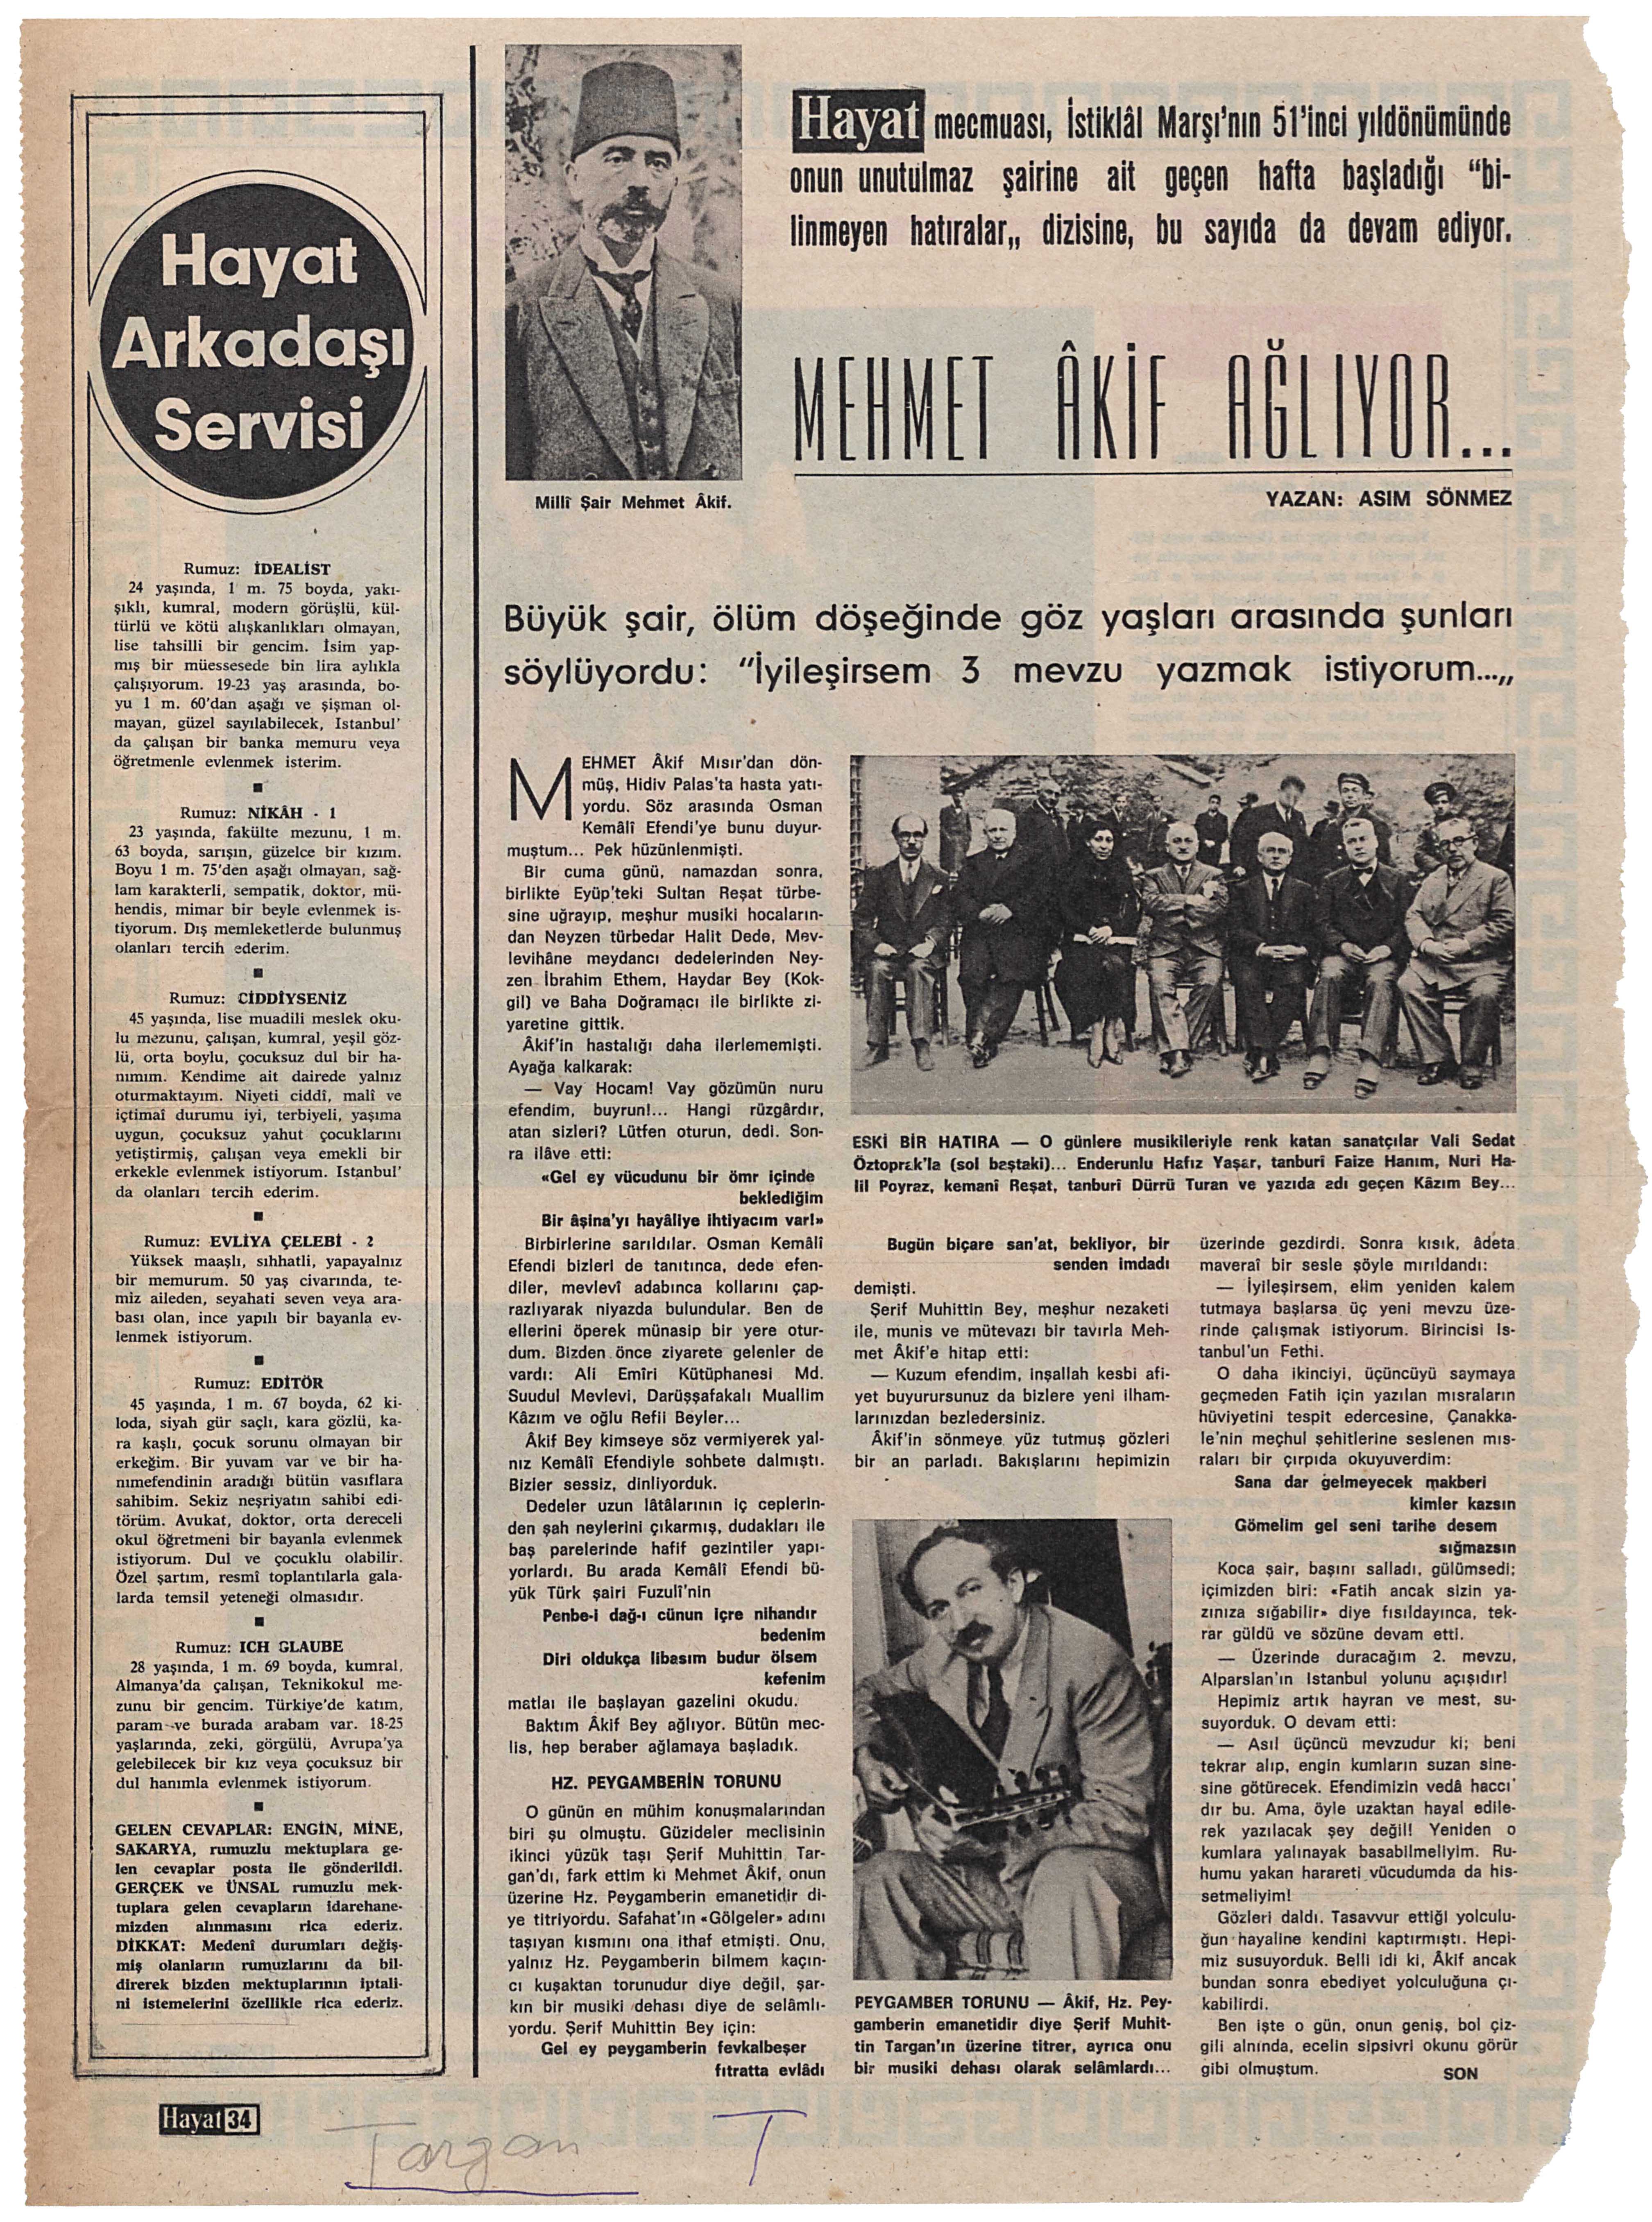 Hayat
Arkadaşı
Servisi
Rumuz: İDEALİST
24 yaşında, 1 m. 75 boyda, yakı-
şıklı, kumral, modern görüşlü, kül-
türlü ve kötü alışkanlıkları olmayan,
lise tahsilli bir gencim. İsim yap-
mış bir müessesede bin lira aylıkla
çalışıyorum. 19-23 yaş arasında, bo-
yu 1 m. 60'dan aşağı ve şişman ol-
mayan, güzel sayılabilecek, Istanbul'
da çalışan bir banka memuru veya
öğretmenle evlenmek isterim.
Rumuz: NİKÂH - 1
23 yaşında, fakülte mezunu, 1 m.
63 boyda, sarışın, güzelce bir kızım.
Boyu 1 m. 75'den aşağı olmayan, sağ-
lam karakterli, sempatik, doktor, mü-
hendis, mimar bir beyle evlenmek is-
tiyorum. Dış memleketlerde bulunmuş
olanları tercih ederim.
Rumuz: CİDDİYSENİZ
45 yaşında, lise muadili meslek oku-
lu mezunu, çalışan, kumral, yeşil göz-
lü, orta boylu, çocuksuz dul bir ha-
nımım. Kendime ait dairede yalnız
oturmaktayım. Niyeti ciddî, malî ve
içtimaî durumu iyi, terbiyeli, yaşıma
uygun, çocuksuz yahut çocuklarını
yetiştirmiş, çalışan veya emekli bir
erkekle evlenmek istiyorum. Istanbul'
da olanları tercih ederim.
Rumuz: EVLİYA ÇELEBİ - 2
Yüksek maaşlı, sıhhatli, yapayalnız
bir memurum. 50 yaş civarında, te-
miz aileden, seyahati seven veya ara-
bası olan, ince yapılı bir bayanla ev-
lenmek istiyorum.
Rumuz: EDİTÖR
45 yaşında, 1 m. 67 boyda, 62 ki-
loda, siyah gür saçlı, kara gözlü, ka-
ra kaşlı, çocuk sorunu olmayan bir
erkeğim. Bir yuvam var ve bir ha-
nımefendinin aradığı bütün vasıflara
sahibim. Sekiz neşriyatın sahibi edi-
törüm. Avukat, doktor, orta dereceli
okul öğretmeni bir bayanla evlenmek
istiyorum. Dul ve çocuklu olabilir.
Özel şartım, resmî toplantılarla gala-
larda temsil yeteneği olmasıdır.
Rumuz: ICH GLAUBE
28 yaşında, 1 m. 69 boyda, kumral,
Almanya'da çalışan, Teknikokul me-
zunu bir gencim. Türkiye'de katım,
param ve burada arabam var. 18-25
yaşlarında, zeki, görgülü, Avrupa'ya
gelebilecek bir kız veya çocuksuz bir
dul hanımla evlenmek istiyorum.
GELEN CEVAPLAR: ENGİN, MİNE,
SAKARYA, rumuzlu mektuplara ge-
len cevaplar posta ile gönderildi.
GERÇEK ve ÜNSAL rumuzlu mek-
tuplara gelen cevapların idarehane-
mizden alınmasını rica ederiz.
DİKKAT: Medenî durumları değiş-
miş olanların rumuzlarını da bil-
direrek bizden mektuplarının iptali-
ni istemelerini özellikle rica ederiz.
Millî Şair Mehmet Âkif.
Hayat mecmuası, İstiklâl Marşı'nın 51'inci yıldönümünde
onun unutulmaz şairine ait geçen hafta başladığı “bi-
linmeyen hatıralar„ dizisine, bu sayıda da devam ediyor.
MEHMET ÂKİF AĞLIYOR...
YAZAN: ASIM SÖNMEZ
Büyük şair, ölüm döşeğinde göz yaşları arasında şunları
söylüyordu: “İyileşirsem 3 mevzu yazmak istiyorum...„
MEHMET Âkif Mısır'dan dön-
müş, Hidiv Palas'ta hasta yatı-
yordu. Söz arasında Osman
Kemâlî Efendi'ye bunu duyur-
muştum... Pek hüzünlenmişti.
Bir cuma günü, namazdan sonra,
birlikte Eyüp'teki Sultan Reşat türbe-
sine uğrayıp, meşhur musiki hocaların-
dan Neyzen türbedar Halit Dede, Mev-
levihâne meydancı dedelerinden Ney-
zen İbrahim Ethem, Haydar Bey (Kok-
gil) ve Baha Doğramacı ile birlikte zi-
yaretine gittik.
Âkif'in hastalığı daha ilerlememişti.
Ayağa kalkarak:
— Vay Hocam! Vay gözümün nuru
efendim, buyrun!... Hangi rüzgârdır,
atan sizleri? Lütfen oturun, dedi. Son-
ra ilâve etti:
«Gel ey vücudunu bir ömr içinde
beklediğim
Bir âşina'yı hayâliye ihtiyacım var!»
Birbirlerine sarıldılar. Osman Kemâlî
Efendi bizleri de tanıtınca, dede efen-
diler, mevlevî adabınca kollarını çap-
razlıyarak niyazda bulundular. Ben de
ellerini öperek münasip bir yere otur-
dum. Bizden önce ziyarete gelenler de
vardı: Ali Emîri Kütüphanesi Md.
Suudul Mevlevi, Darüşşafakalı Muallim
Kâzım ve oğlu Refii Beyler...
Âkif Bey kimseye söz vermiyerek yal-
nız Kemâlî Efendiyle sohbete dalmıştı.
Bizler sessiz, dinliyorduk.
Dedeler uzun lâtâlarının iç ceplerin-
den şah neylerini çıkarmış, dudakları ile
baş parelerinde hafif gezintiler yapı-
yorlardı. Bu arada Kemâlî Efendi bü-
yük Türk şairi Fuzulî'nin
Penbe-i dağ-ı cünun içre nihandır
bedenim
Diri oldukça libasım budur ölsem
kefenim
matlaı ile başlayan gazelini okudu.
Baktım Âkif Bey ağlıyor. Bütün mec-
lis, hep beraber ağlamaya başladık.
HZ. PEYGAMBERİN TORUNU
O günün en mühim konuşmalarından
biri şu olmuştu. Güzideler meclisinin
ikinci yüzük taşı Şerif Muhittin Tar-
gan'dı, fark ettim ki Mehmet Âkif, onun
üzerine Hz. Peygamberin emanetidir di-
ye titriyordu. Safahat'ın «Gölgeler» adını
taşıyan kısmını ona ithaf etmişti. Onu,
yalnız Hz. Peygamberin bilmem kaçın-
cı kuşaktan torunudur diye değil, şar-
kın bir musiki dehası diye de selâmlı-
yordu. Şerif Muhittin Bey için:
Gel ey peygamberin fevkalbeşer
fıtratta evlâdı
ESKİ BİR HATIRA — O günlere musikileriyle renk katan sanatçılar Vali Sedat
Öztoprak'la (sol baştaki)... Enderunlu Hafız Yaşar, tanburî Faize Hanım, Nuri Ha-
lil Poyraz, kemanî Reşat, tanburî Dürrü Turan ve yazıda adı geçen Kâzım Bey...
Bugün biçare san'at, bekliyor, bir
senden imdadı
demişti.
Şerif Muhittin Bey, meşhur nezaketi
ile, munis ve mütevazı bir tavırla Meh-
met Âkif'e hitap etti:
— Kuzum efendim, inşallah kesbi afi-
yet buyurursunuz da bizlere yeni ilham-
larınızdan bezledersiniz.
Âkif'in sönmeye yüz tutmuş gözleri
bir an parladı. Bakışlarını hepimizin
PEYGAMBER TORUNU — Âkif, Hz. Pey-
gamberin emanetidir diye Şerif Muhit-
tin Targan'ın üzerine titrer, ayrıca onu
bir musiki dehası olarak selâmlardı...
üzerinde gezdirdi. Sonra kısık, âdeta
maveraî bir sesle şöyle mırıldandı:
— İyileşirsem, elim yeniden kalem
tutmaya başlarsa üç yeni mevzu üze-
rinde çalışmak istiyorum. Birincisi Is-
tanbul'un Fethi.
O daha ikinciyi, üçüncüyü saymaya
geçmeden Fatih için yazılan mısraların
hüviyetini tespit edercesine, Çanakka-
le'nin meçhul şehitlerine seslenen mıs-
raları bir çırpıda okuyuverdim:
Sana dar gelmeyecek makberi
kimler kazsın
Gömelim gel seni tarihe desem
sığmazsın
Koca şair, başını salladı, gülümsedi;
içimizden biri: «Fatih ancak sizin ya-
zınıza sığabilir» diye fısıldayınca, tek-
rar güldü ve sözüne devam etti.
— Üzerinde duracağım 2. mevzu,
Alparslan'ın Istanbul yolunu açışıdır!
Hepimiz artık hayran ve mest, su-
suyorduk. O devam etti:
— Asıl üçüncü mevzudur ki; beni
tekrar alıp, engin kumların suzan sine-
sine götürecek. Efendimizin vedâ haccı'
dır bu. Ama, öyle uzaktan hayal edile-
rek yazılacak şey değil! Yeniden o
kumlara yalınayak basabilmeliyim. Ru-
humu yakan harareti vücudumda da his-
setmeliyim!
Gözleri daldı. Tasavvur ettiği yolculu-
ğun hayaline kendini kaptırmıştı. Hepi-
miz susuyorduk. Belli idi ki, Âkif ancak
bundan sonra ebediyet yolculuğuna çı-
kabilirdi.
Ben işte o gün, onun geniş, bol çiz-
gili alnında, ecelin sipsivri okunu görür
gibi olmuştum.
SON
Hayat 34
Targan
T